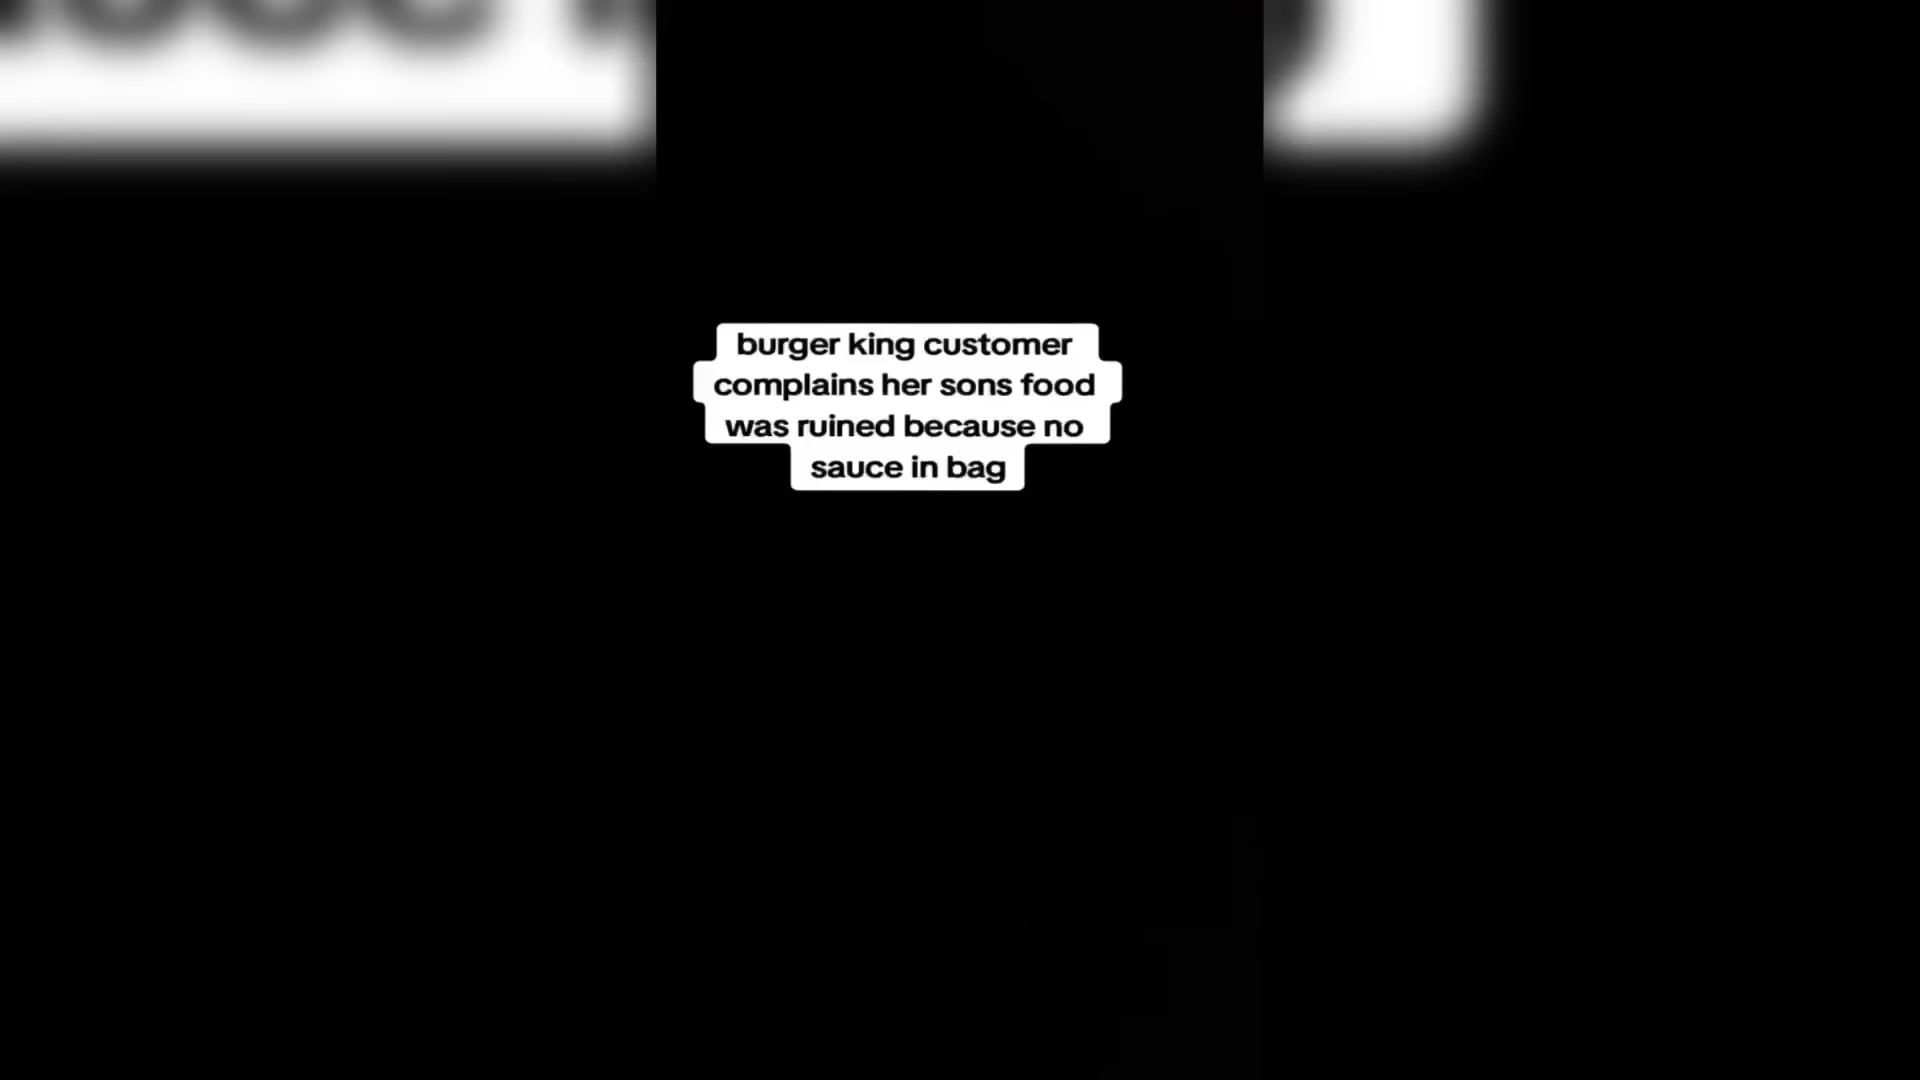 burger king customer
complains her sons food
was ruined because no
sauce in bag